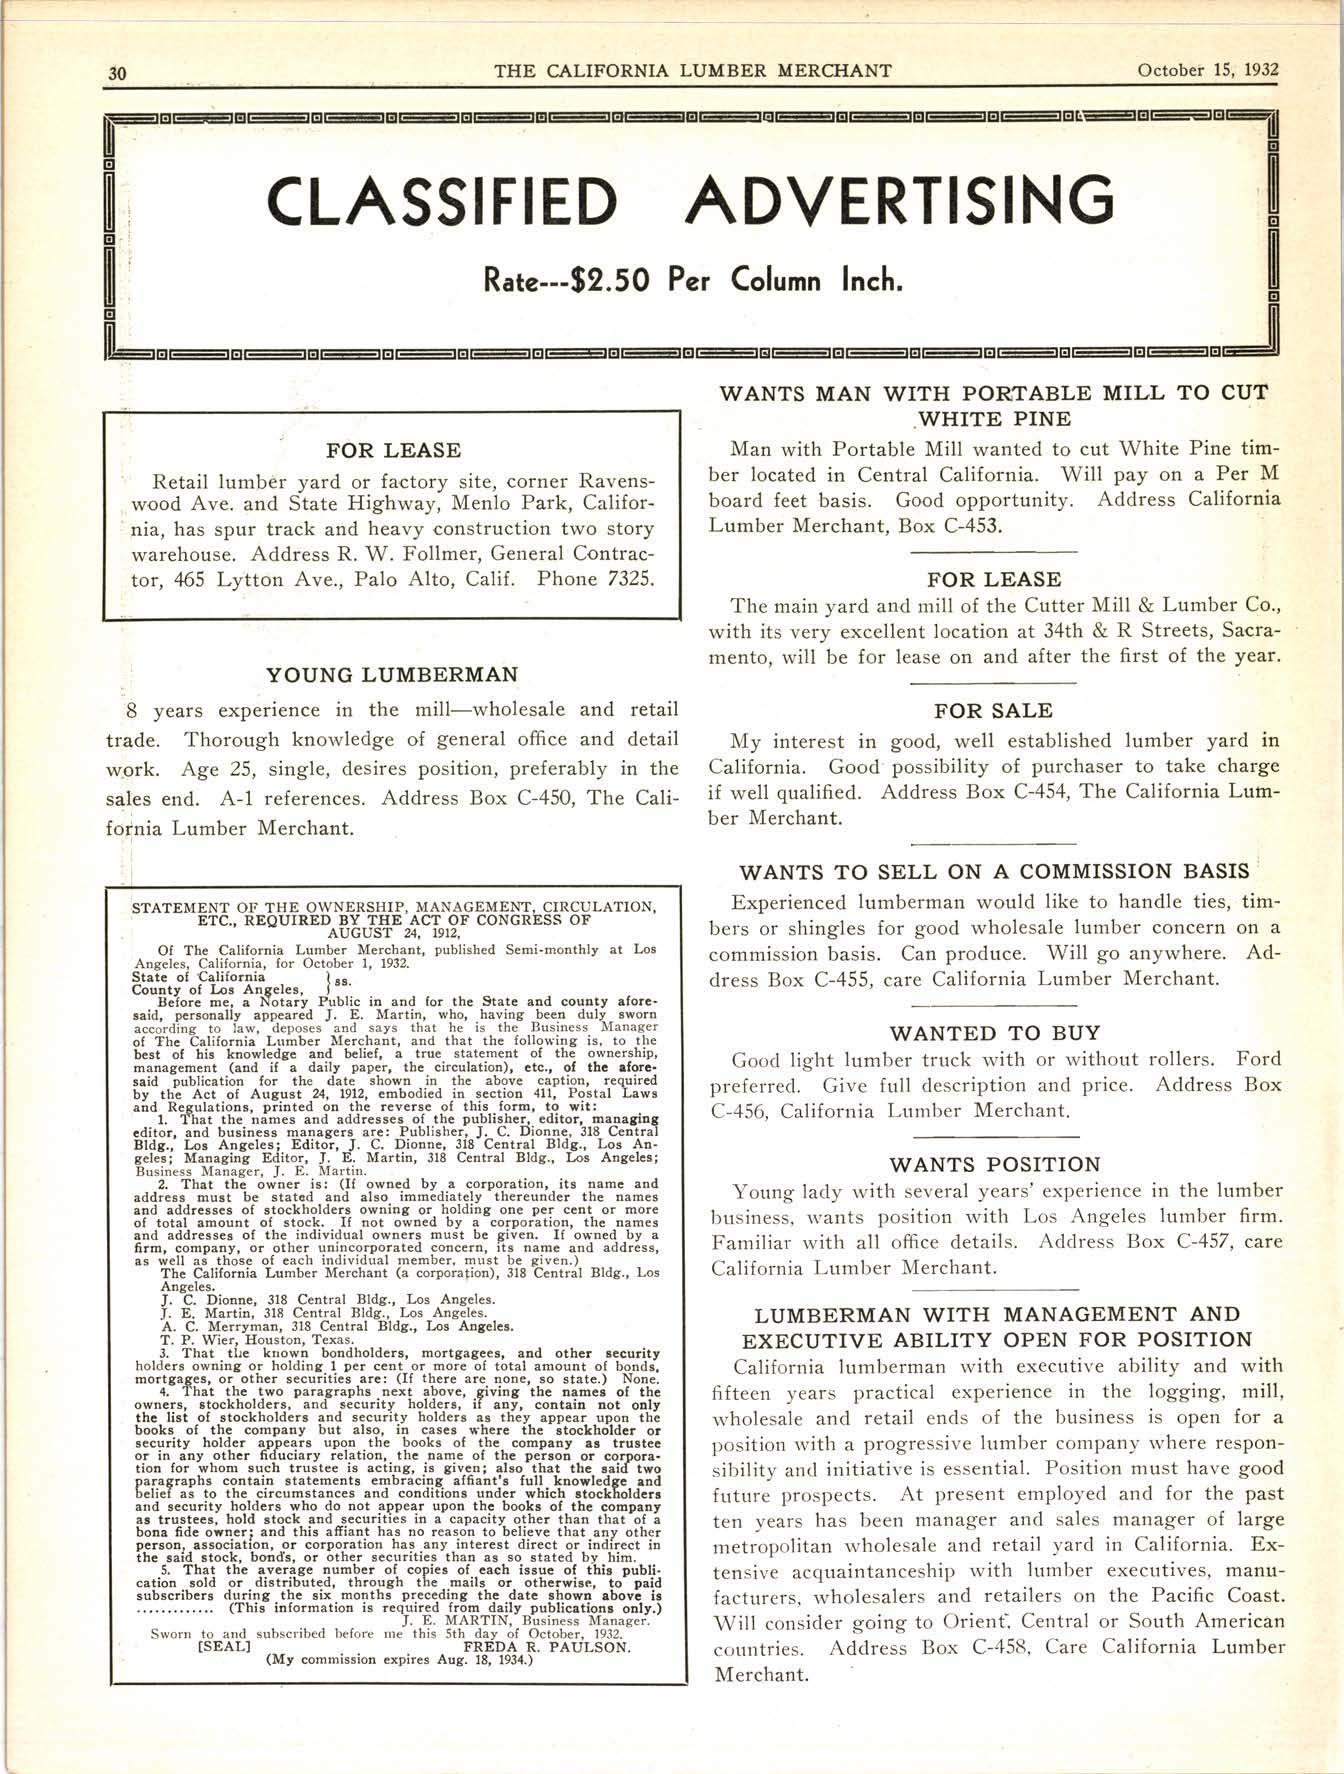 30
THE CALIFORNIA LUMBER MERCHANT
October 15, 1932
CLASSIFIED ADVERTISING
Rate---$2.50 Per Column Inch.
FOR LEASE
Retail lumber yard or factory site, corner Ravens-
wood Ave. and State Highway, Menlo Park, Califor-
nia, has spur track and heavy construction two story
warehouse. Address R. W. Follmer, General Contrac-
tor, 465 Lytton Ave., Palo Alto, Calif. Phone 7325.
YOUNG LUMBERMAN
8 years experience in the mill—wholesale and retail
trade. Thorough knowledge of general office and detail
work. Age 25, single, desires position, preferably in the
sales end. A-1 references. Address Box C-450, The Cali-
fornia Lumber Merchant.
STATEMENT OF THE OWNERSHIP, MANAGEMENT, CIRCULATION,
ETC., REQUIRED BY THE ACT OF CONGRESS OF
AUGUST 24, 1912,
Of The California Lumber Merchant, published Semi-monthly at Los
Angeles, California, for October 1, 1932.
State of California
County of Los Angeles, } ss.
Before me, a Notary Public in and for the State and county afore-
said, personally appeared J. E. Martin, who, having been duly sworn
according to law, deposes and says that he is the Business Manager
of The California Lumber Merchant, and that the following is, to the
best of his knowledge and belief, a true statement of the ownership,
management (and if a daily paper, the circulation), etc., of the afore-
said publication for the date shown in the above caption, required
by the Act of August 24, 1912, embodied in section 411, Postal Laws
and Regulations, printed on the reverse of this form, to wit:
1. That the names and addresses of the publisher, editor, managing
editor, and business managers are: Publisher, J. C. Dionne, 318 Central
Bldg., Los Angeles; Editor, J. C. Dionne, 318 Central Bldg., Los An-
geles; Managing Editor, J. E. Martin, 318 Central Bldg., Los Angeles;
Business Manager, J. E. Martin.
2. That the owner is: (If owned by a corporation, its name and
address must be stated and also immediately thereunder the names
and addresses of stockholders owning or holding one per cent or more
of total amount of stock. If not owned by a corporation, the names
and addresses of the individual owners must be given. If owned by a
firm, company, or other unincorporated concern, its name and address,
as well as those of each individual member, must be given.)
The California Lumber Merchant (a corporation), 318 Central Bldg., Los
Angeles.
J. C. Dionne, 318 Central Bldg., Los Angeles.
J. E. Martin, 318 Central Bldg., Los Angeles.
A. C. Merryman, 318 Central Bldg., Los Angeles.
T. P. Wier, Houston, Texas.
3. That the known bondholders, mortgagees, and other security
holders owning or holding 1 per cent or more of total amount of bonds,
mortgages, or other securities are: (If there are none, so state.) None.
4. That the two paragraphs next above, giving the names of the
owners, stockholders, and security holders, if any, contain not only
the list of stockholders and security holders as they appear upon the
books of the company but also, in cases where the stockholder or
security holder appears upon the books of the company as trustee
or in any other fiduciary relation, the name of the person or corpora-
tion for whom such trustee is acting, is given; also that the said two
paragraphs contain statements embracing affiant's full knowledge and
belief as to the circumstances and conditions under which stockholders
and security holders who do not appear upon the books of the company
as trustees, hold stock and securities in a capacity other than that of a
bona fide owner; and this affiant has no reason to believe that any other
person, association, or corporation has any interest direct or indirect in
the said stock, bonds, or other securities than as so stated by him.
5. That the average number of copies of each issue of this publi-
cation sold or distributed, through the mails or otherwise, to paid
subscribers during the six months preceding the date shown above is
............. (This information is required from daily publications only.)
J. E. MARTIN, Business Manager.
Sworn to and subscribed before me this 5th day of October, 1932.
[SEAL] FREDA R. PAULSON.
(My commission expires Aug. 18, 1934.)
WANTS MAN WITH PORTABLE MILL TO CUT
WHITE PINE
Man with Portable Mill wanted to cut White Pine tim-
ber located in Central California. Will pay on a Per M
board feet basis. Good opportunity. Address California
Lumber Merchant, Box C-453.
FOR LEASE
The main yard and mill of the Cutter Mill & Lumber Co.,
with its very excellent location at 34th & R Streets, Sacra-
mento, will be for lease on and after the first of the year.
FOR SALE
My interest in good, well established lumber yard in
California. Good possibility of purchaser to take charge
if well qualified. Address Box C-454, The California Lum-
ber Merchant.
WANTS TO SELL ON A COMMISSION BASIS
Experienced lumberman would like to handle ties, tim-
bers or shingles for good wholesale lumber concern on a
commission basis. Can produce. Will go anywhere. Ad-
dress Box C-455, care California Lumber Merchant.
WANTED TO BUY
Good light lumber truck with or without rollers. Ford
preferred. Give full description and price. Address Box
C-456, California Lumber Merchant.
WANTS POSITION
Young lady with several years' experience in the lumber
business, wants position with Los Angeles lumber firm.
Familiar with all office details. Address Box C-457, care
California Lumber Merchant.
LUMBERMAN WITH MANAGEMENT AND
EXECUTIVE ABILITY OPEN FOR POSITION
California lumberman with executive ability and with
fifteen years practical experience in the logging, mill,
wholesale and retail ends of the business is open for a
position with a progressive lumber company where respon-
sibility and initiative is essential. Position must have good
future prospects. At present employed and for the past
ten years has been manager and sales manager of large
metropolitan wholesale and retail yard in California. Ex-
tensive acquaintanceship with lumber executives, manu-
facturers, wholesalers and retailers on the Pacific Coast.
Will consider going to Orient, Central or South American
countries. Address Box C-458, Care California Lumber
Merchant.